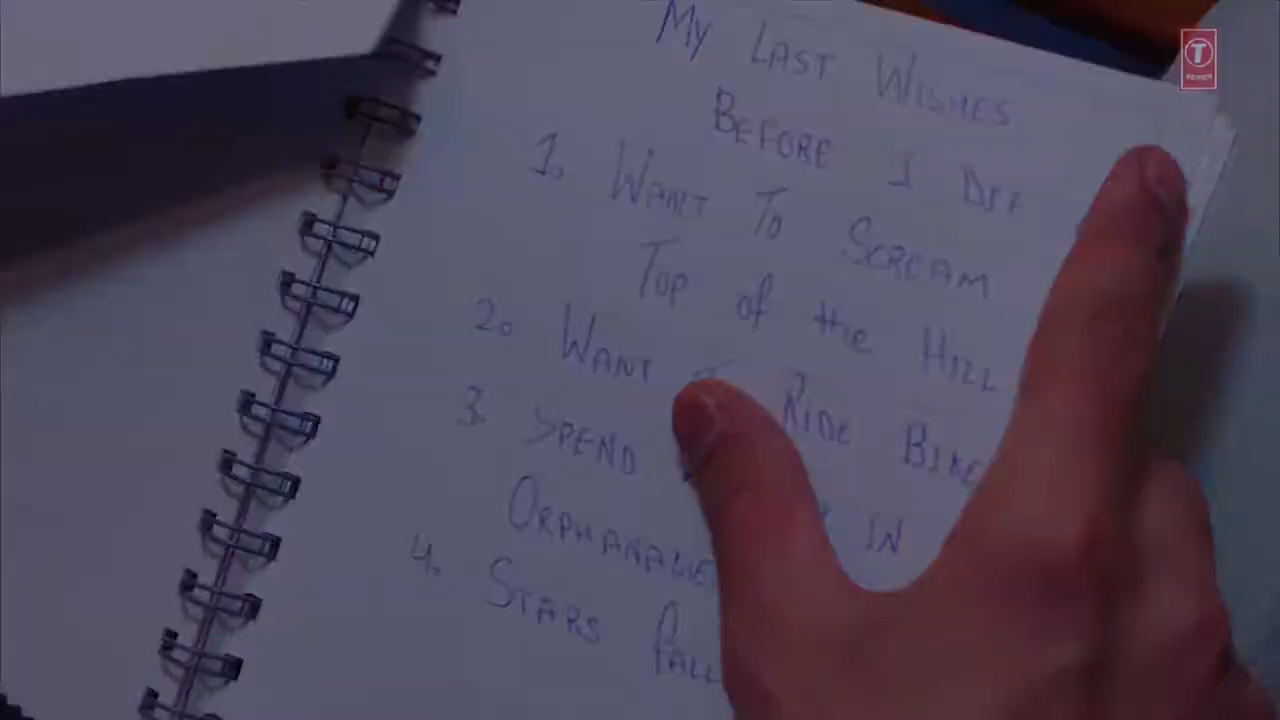 My LAST WISHES
BEFORE I DIE
1. WANT TO SCREAM
TOP of the HILL
2. WANT RIDE BIKE
3. SPEND IN
ORPHANAGE
4. STARS fALL
T
SERIES